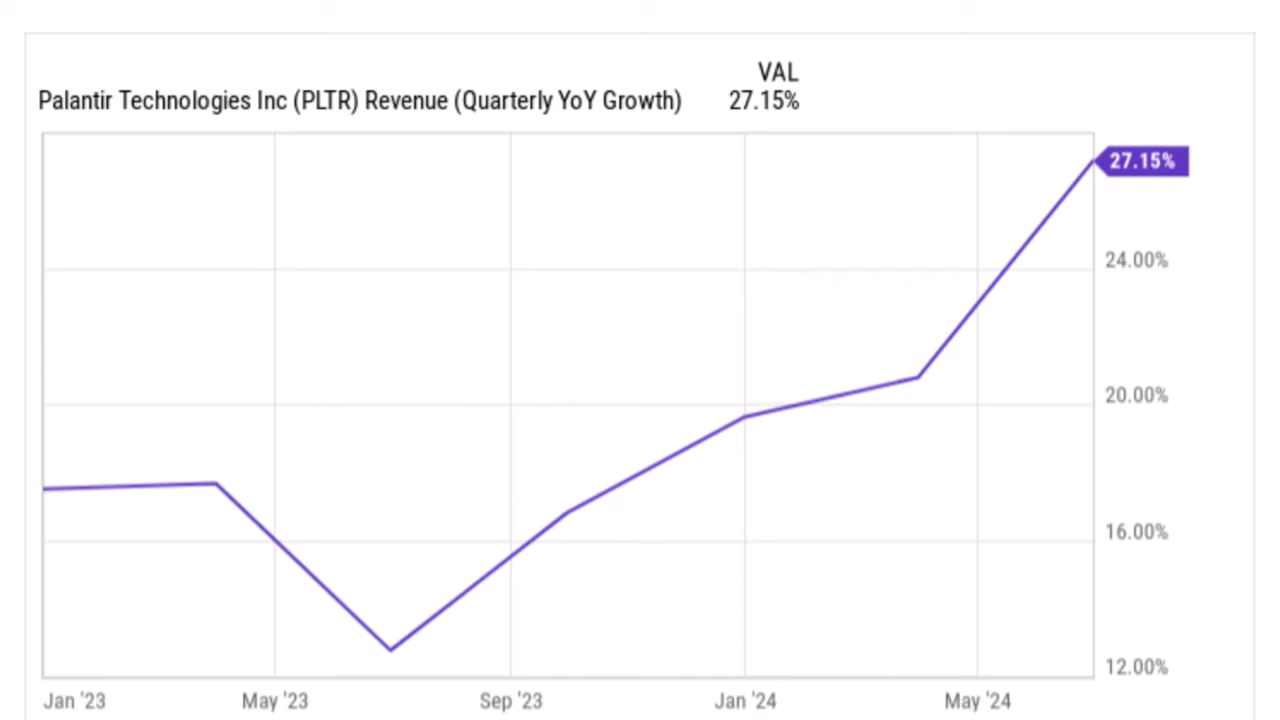 VAL
Palantir Technologies Inc (PLTR) Revenue (Quarterly YoY Growth) 27.15%
27.15%
24.00%
20.00%
16.00%
12.00%
Jan '23 May '23 Sep '23 Jan '24 May '24